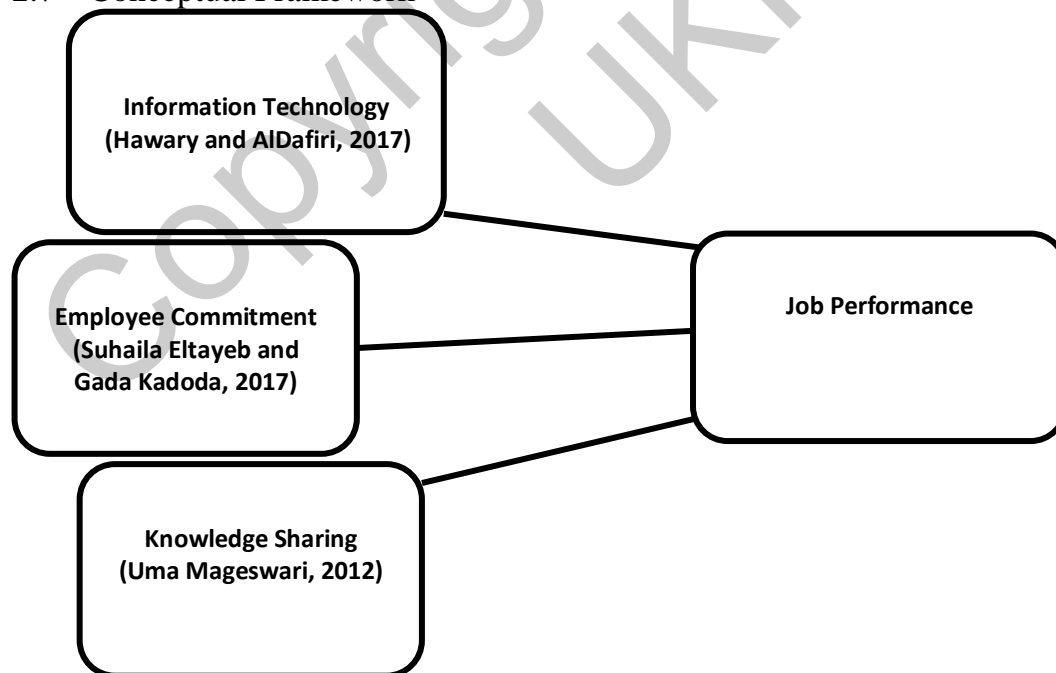 Information Technology
(Hawary and AlDafiri, 2017)
Employee Commitment
(Suhaila Eltayeb and
Gada Kadoda, 2017)
Knowledge Sharing
(Uma Mageswari, 2012)
Job Performance